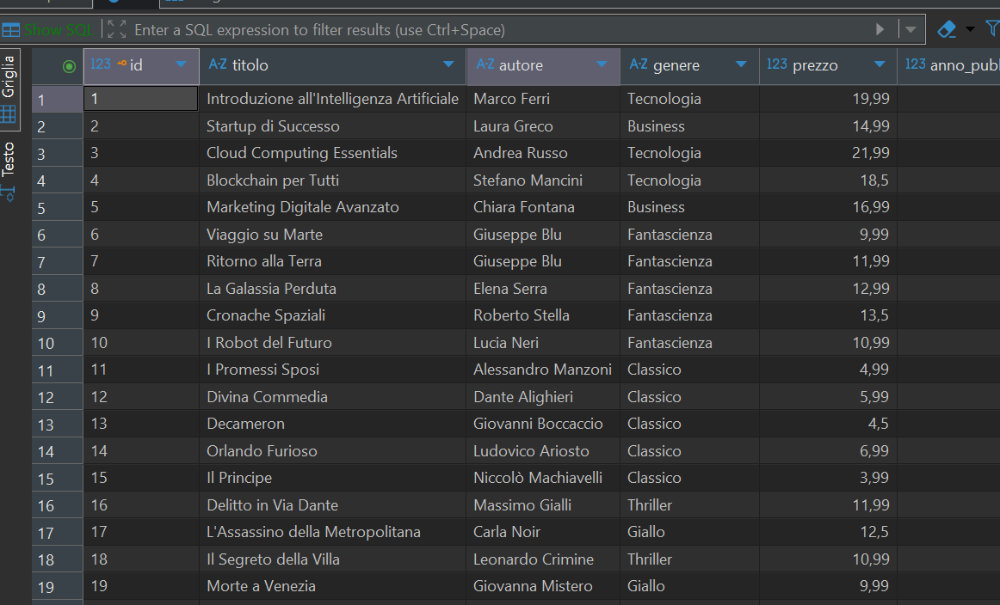 Show SQL Enter a SQL expression to filter results (use Ctrl+Space)
Griglia
Testo
123 id A-Z titolo A-Z autore A-Z genere 123 prezzo 123 anno_pubb
1 1 Introduzione all'Intelligenza Artificiale Marco Ferri Tecnologia 19,99
2 2 Startup di Successo Laura Greco Business 14,99
3 3 Cloud Computing Essentials Andrea Russo Tecnologia 21,99
4 4 Blockchain per Tutti Stefano Mancini Tecnologia 18,5
5 5 Marketing Digitale Avanzato Chiara Fontana Business 16,99
6 6 Viaggio su Marte Giuseppe Blu Fantascienza 9,99
7 7 Ritorno alla Terra Giuseppe Blu Fantascienza 11,99
8 8 La Galassia Perduta Elena Serra Fantascienza 12,99
9 9 Cronache Spaziali Roberto Stella Fantascienza 13,5
10 10 I Robot del Futuro Lucia Neri Fantascienza 10,99
11 11 I Promessi Sposi Alessandro Manzoni Classico 4,99
12 12 Divina Commedia Dante Alighieri Classico 5,99
13 13 Decameron Giovanni Boccaccio Classico 4,5
14 14 Orlando Furioso Ludovico Ariosto Classico 6,99
15 15 Il Principe Niccolò Machiavelli Classico 3,99
16 16 Delitto in Via Dante Massimo Gialli Thriller 11,99
17 17 L'Assassino della Metropolitana Carla Noir Giallo 12,5
18 18 Il Segreto della Villa Leonardo Crimine Thriller 10,99
19 19 Morte a Venezia Giovanna Mistero Giallo 9,99